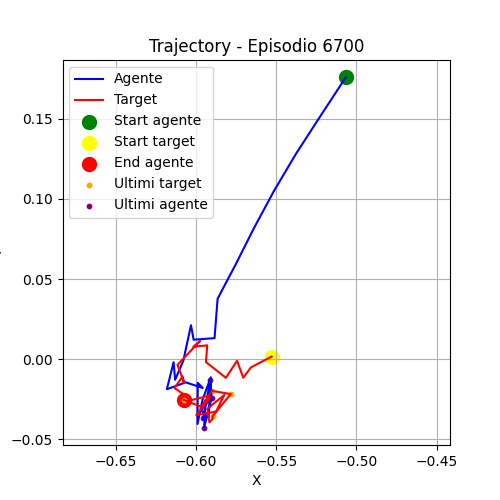 Trajectory - Episodio 6700
Agente
Target
Start agente
Start target
End agente
Ultimi target
Ultimi agente
0.15
0.10
0.05
0.00
−0.05
−0.65
−0.60
−0.55
−0.50
−0.45
X